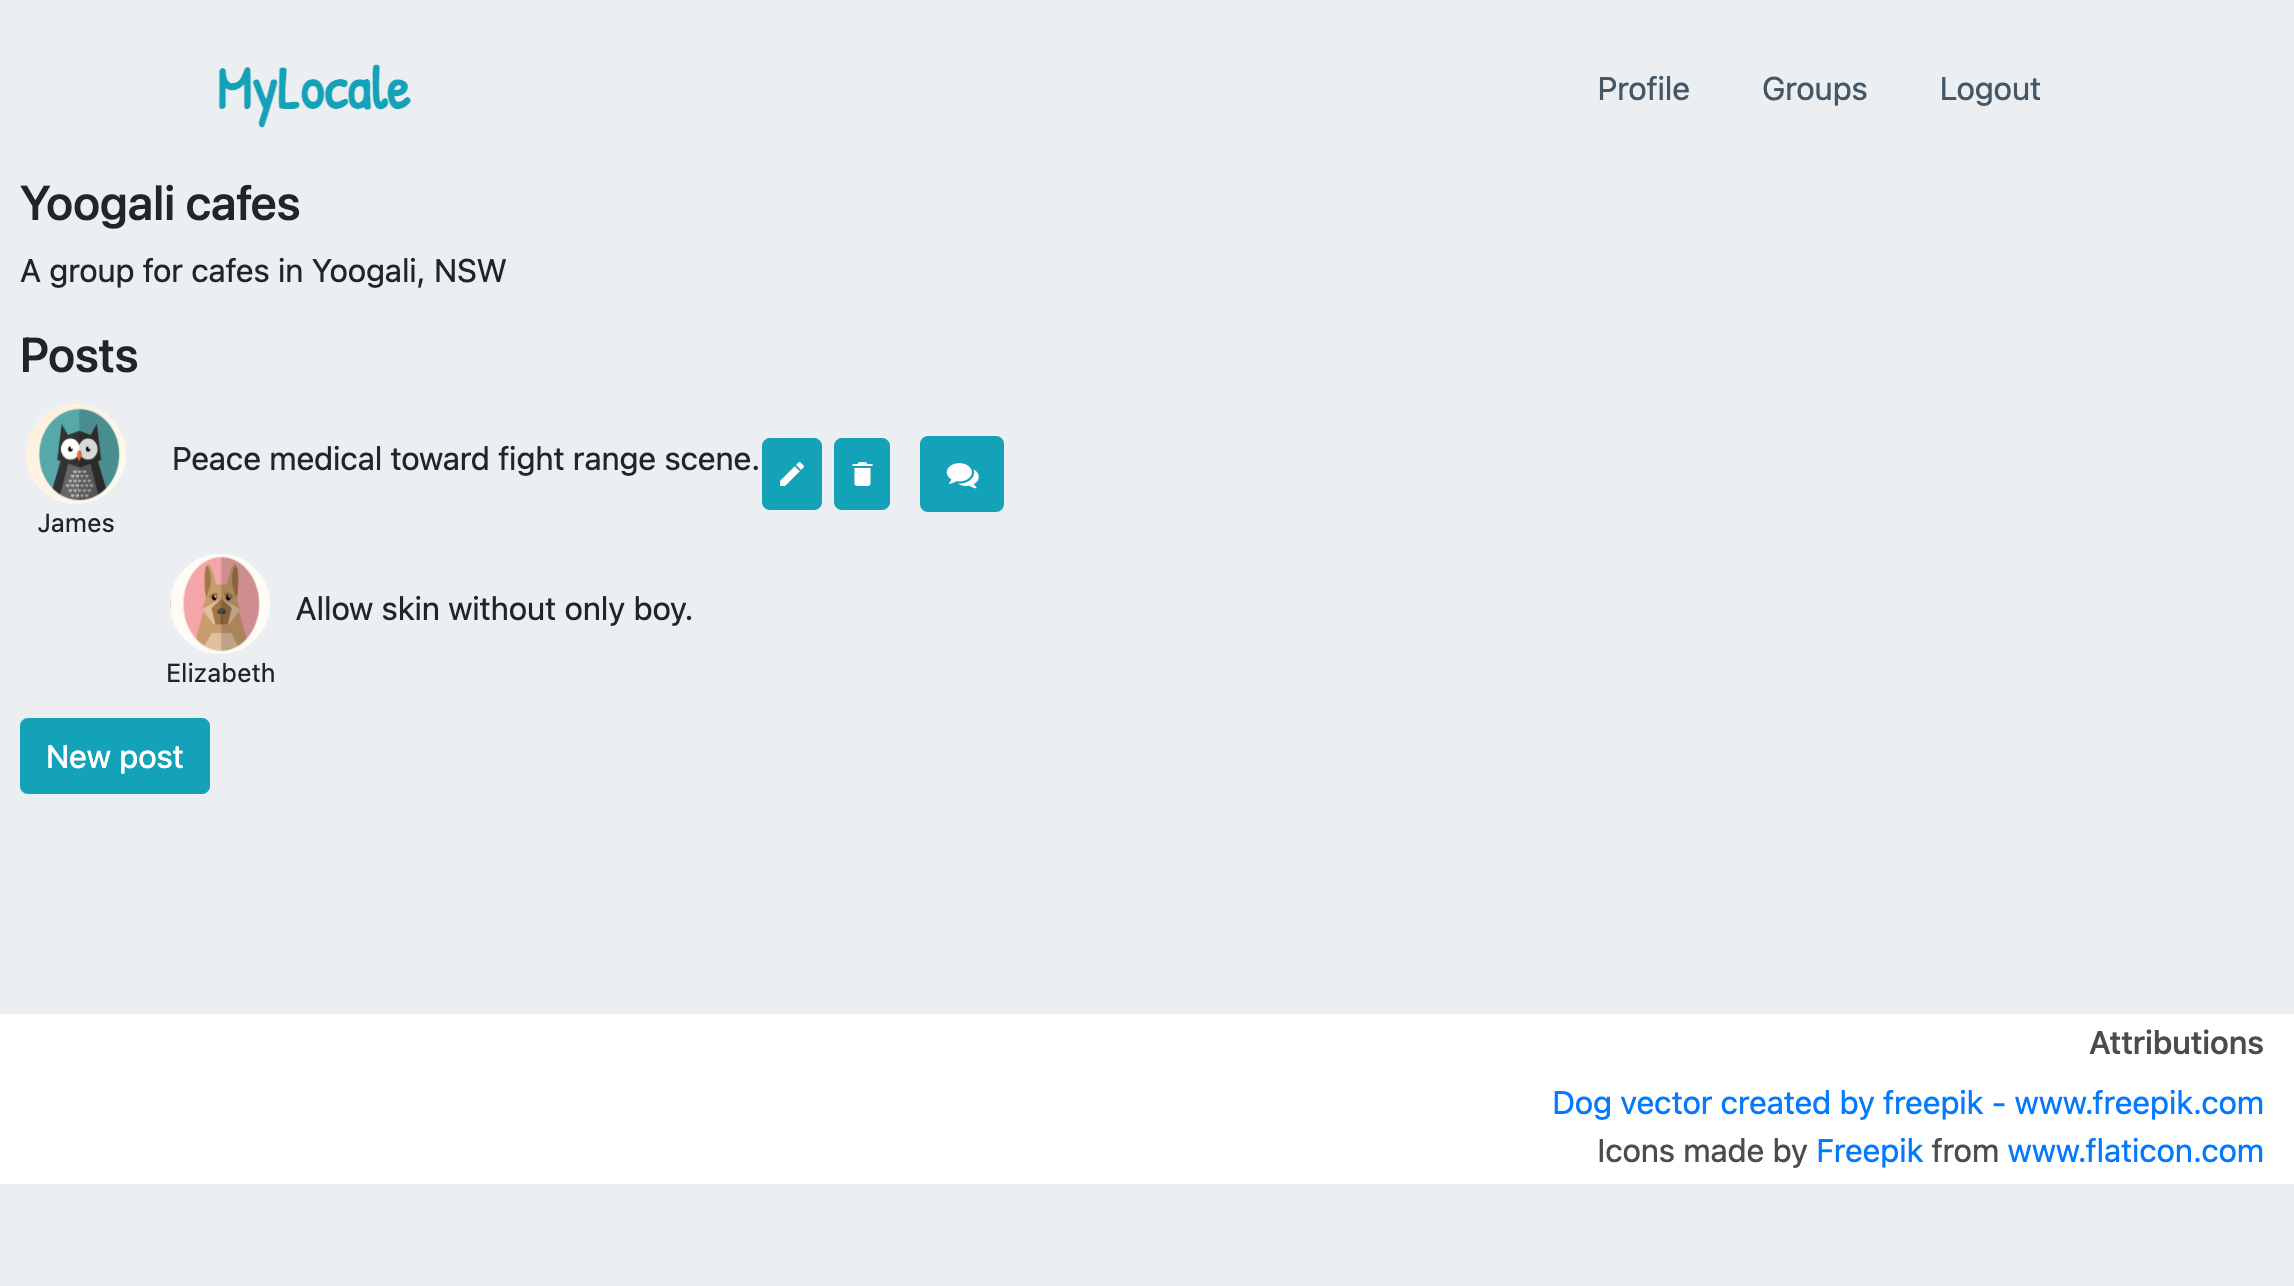 MyLocale
Profile Groups Logout
Yoogali cafes
A group for cafes in Yoogali, NSW
Posts
Peace medical toward fight range scene.
James
Allow skin without only boy.
Elizabeth
New post
Attributions
Dog vector created by freepik - www.freepik.com
Icons made by Freepik from www.flaticon.com